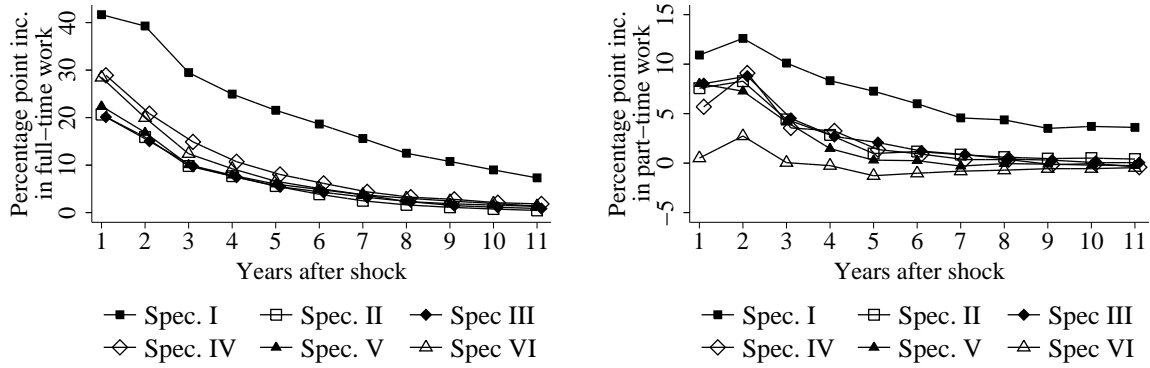 Percentage point inc.
in full−time work
0 10 20 30 40
1 2 3 4 5 6 7 8 9 10 11
Years after shock
Spec. I Spec. II Spec III
Spec. IV Spec. V Spec VI
Percentage point inc.
in part−time work
−5 0 5 10 15
1 2 3 4 5 6 7 8 9 10 11
Years after shock
Spec. I Spec. II Spec III
Spec. IV Spec. V Spec VI